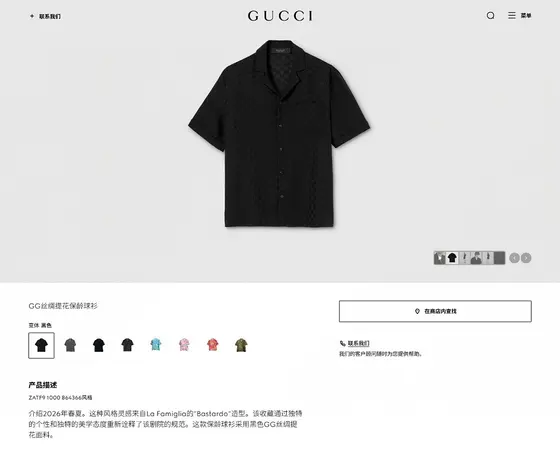 联系我们
GUCCI
菜单
GG丝绸提花保龄球衫
变体 黑色
在商店内查找
联系我们
我们的客户顾问随时为您提供帮助。
产品描述
ZATF9 1000 864366风格
介绍2026年春夏。这种风格灵感来自La Famiglia的“Bastardo”造型。该收藏通过独特
的个性和独特的美学态度重新诠释了该剧院的规范。这款保龄球衫采用黑色GG丝绸提
花面料。